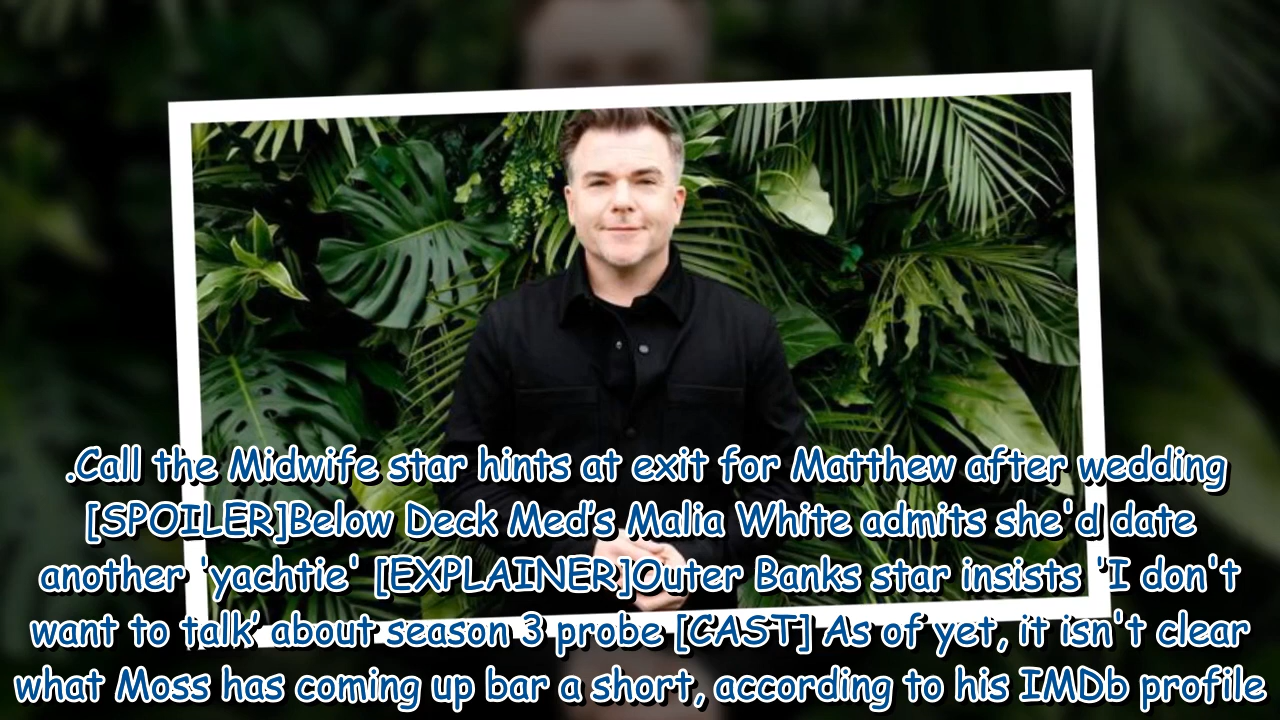 .Call the Midwife star hints at exit for Matthew after wedding
[SPOILER]Below Deck Med’s Malia White admits she'd date
another 'yachtie' [EXPLAINER]Outer Banks star insists 'I don't
want to talk’ about season 3 probe [CAST] As of yet, it isn't clear
what Moss has coming up bar a short, according to his IMDb profile